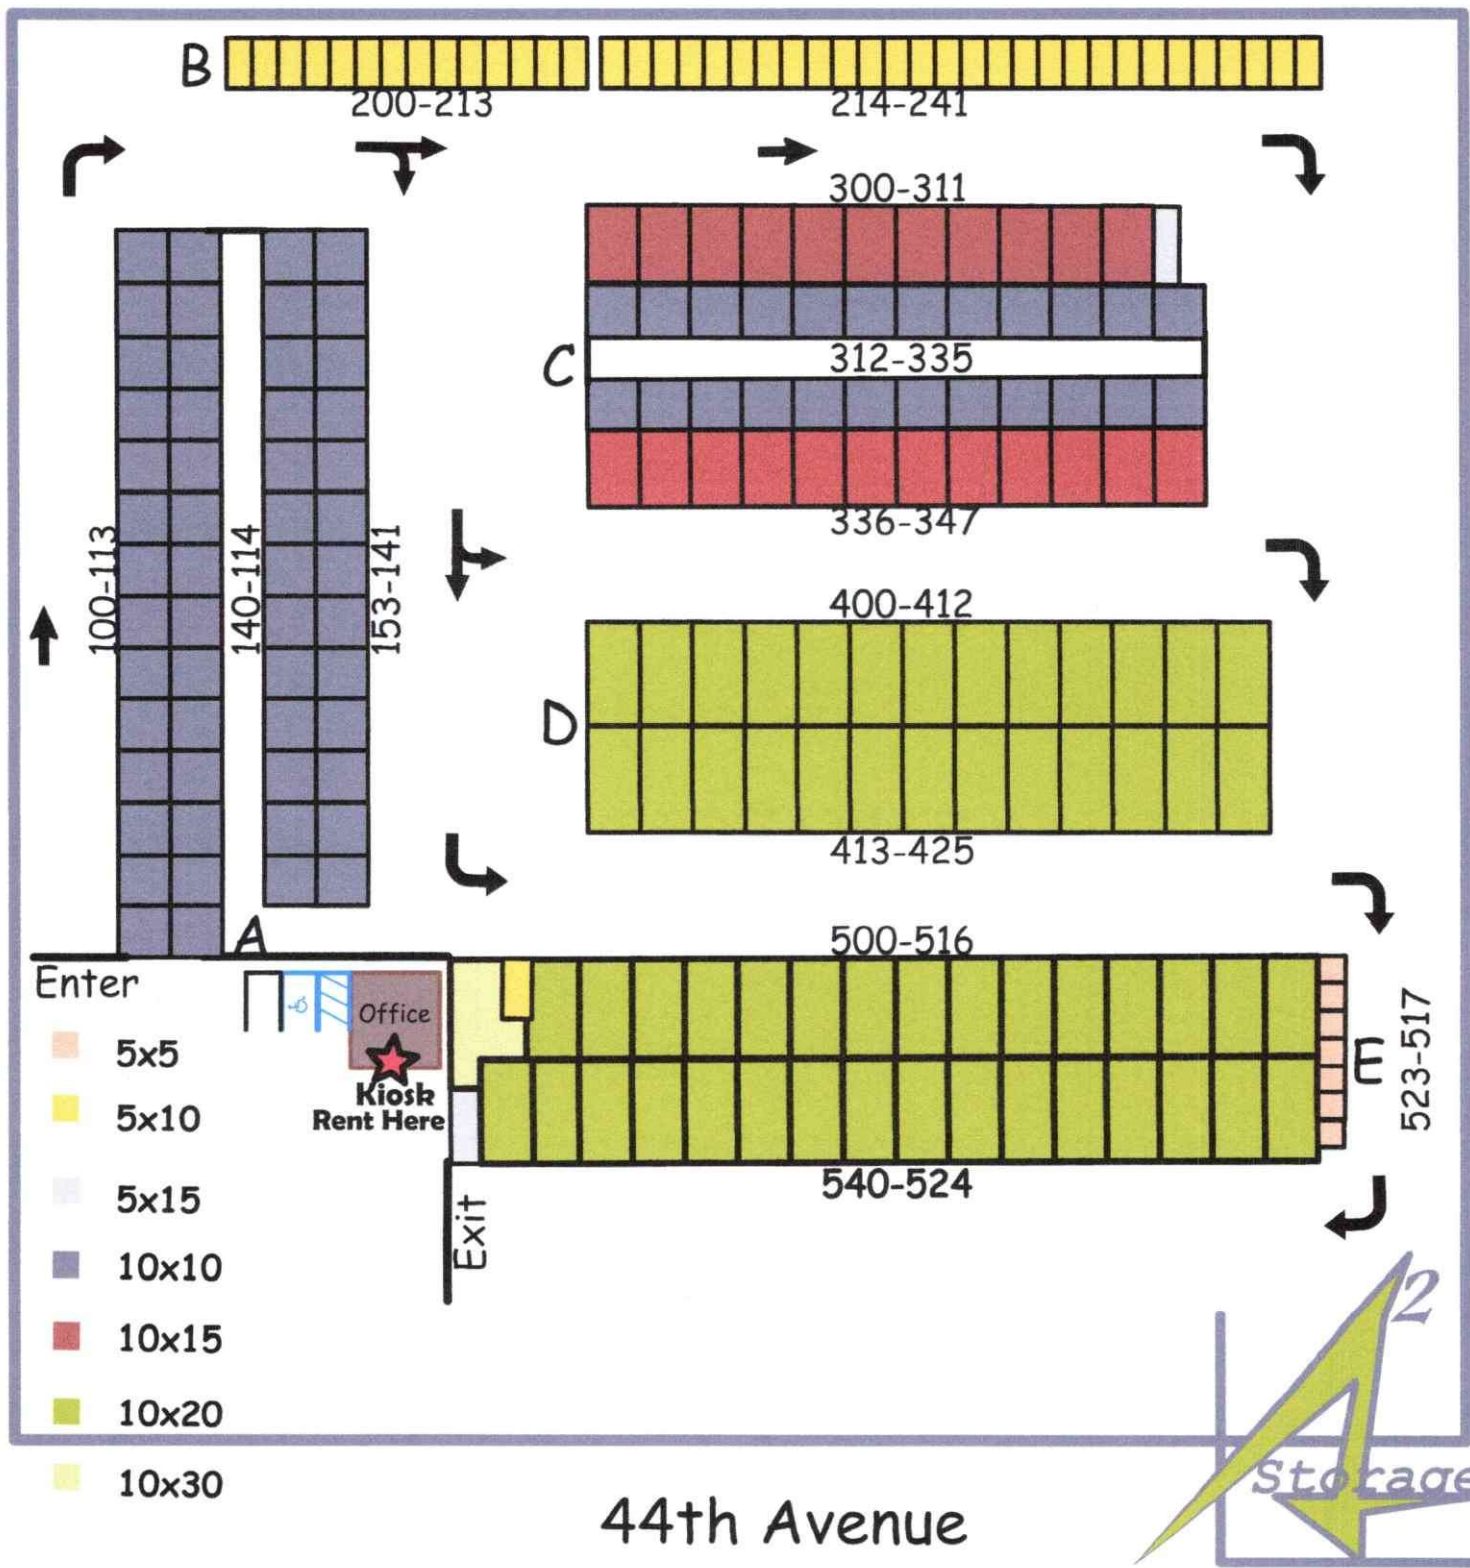 B
200-213
214-241
300-311
C
312-335
336-347
100-113
140-114
153-141
400-412
D
413-425
A
500-516
Enter
Office
Kiosk
Rent Here
E
523-517
540-524
Exit
5x5
5x10
5x15
10x10
10x15
10x20
10x30
2
Storage
44th Avenue